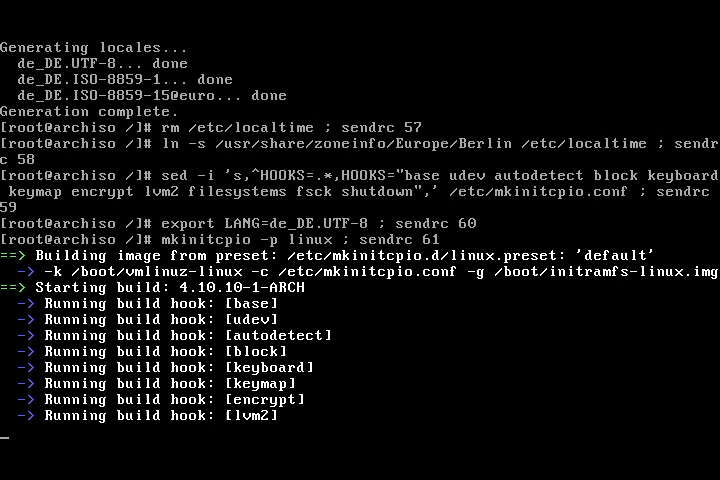 Generating locales...
  de_DE.UTF-8... done
  de_DE.ISO-8859-1... done
  de_DE.ISO-8859-15@euro... done
Generation complete.
[root@archiso /]# rm /etc/localtime ; sendrc 57
[root@archiso /]# ln -s /usr/share/zoneinfo/Europe/Berlin /etc/localtime ; sendr
c 58
[root@archiso /]# sed -i 's,^HOOKS=.*,HOOKS="base udev autodetect block keyboard
 keymap encrypt lvm2 filesystems fsck shutdown",' /etc/mkinitcpio.conf ; sendrc
59
[root@archiso /]# export LANG=de_DE.UTF-8 ; sendrc 60
[root@archiso /]# mkinitcpio -p linux ; sendrc 61
==> Building image from preset: /etc/mkinitcpio.d/linux.preset: 'default'
  -> -k /boot/vmlinuz-linux -c /etc/mkinitcpio.conf -g /boot/initramfs-linux.img
==> Starting build: 4.10.10-1-ARCH
  -> Running build hook: [base]
  -> Running build hook: [udev]
  -> Running build hook: [autodetect]
  -> Running build hook: [block]
  -> Running build hook: [keyboard]
  -> Running build hook: [keymap]
  -> Running build hook: [encrypt]
  -> Running build hook: [lvm2]